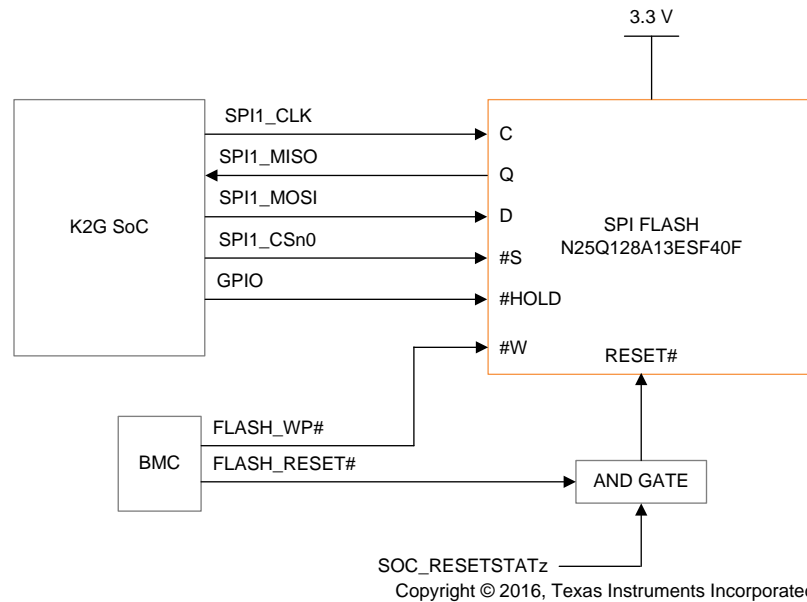 3.3 V
SPI1_CLK
C
SPI1_MISO
Q
SPI1_MOSI
D
K2G SoC
SPI FLASH
N25Q128A13ESF40F
SPI1_CSn0
#S
GPIO
#HOLD
#W
RESET#
FLASH_WP#
BMC
FLASH_RESET#
AND GATE
SOC_RESETSTATz
Copyright © 2016, Texas Instruments Incorporate